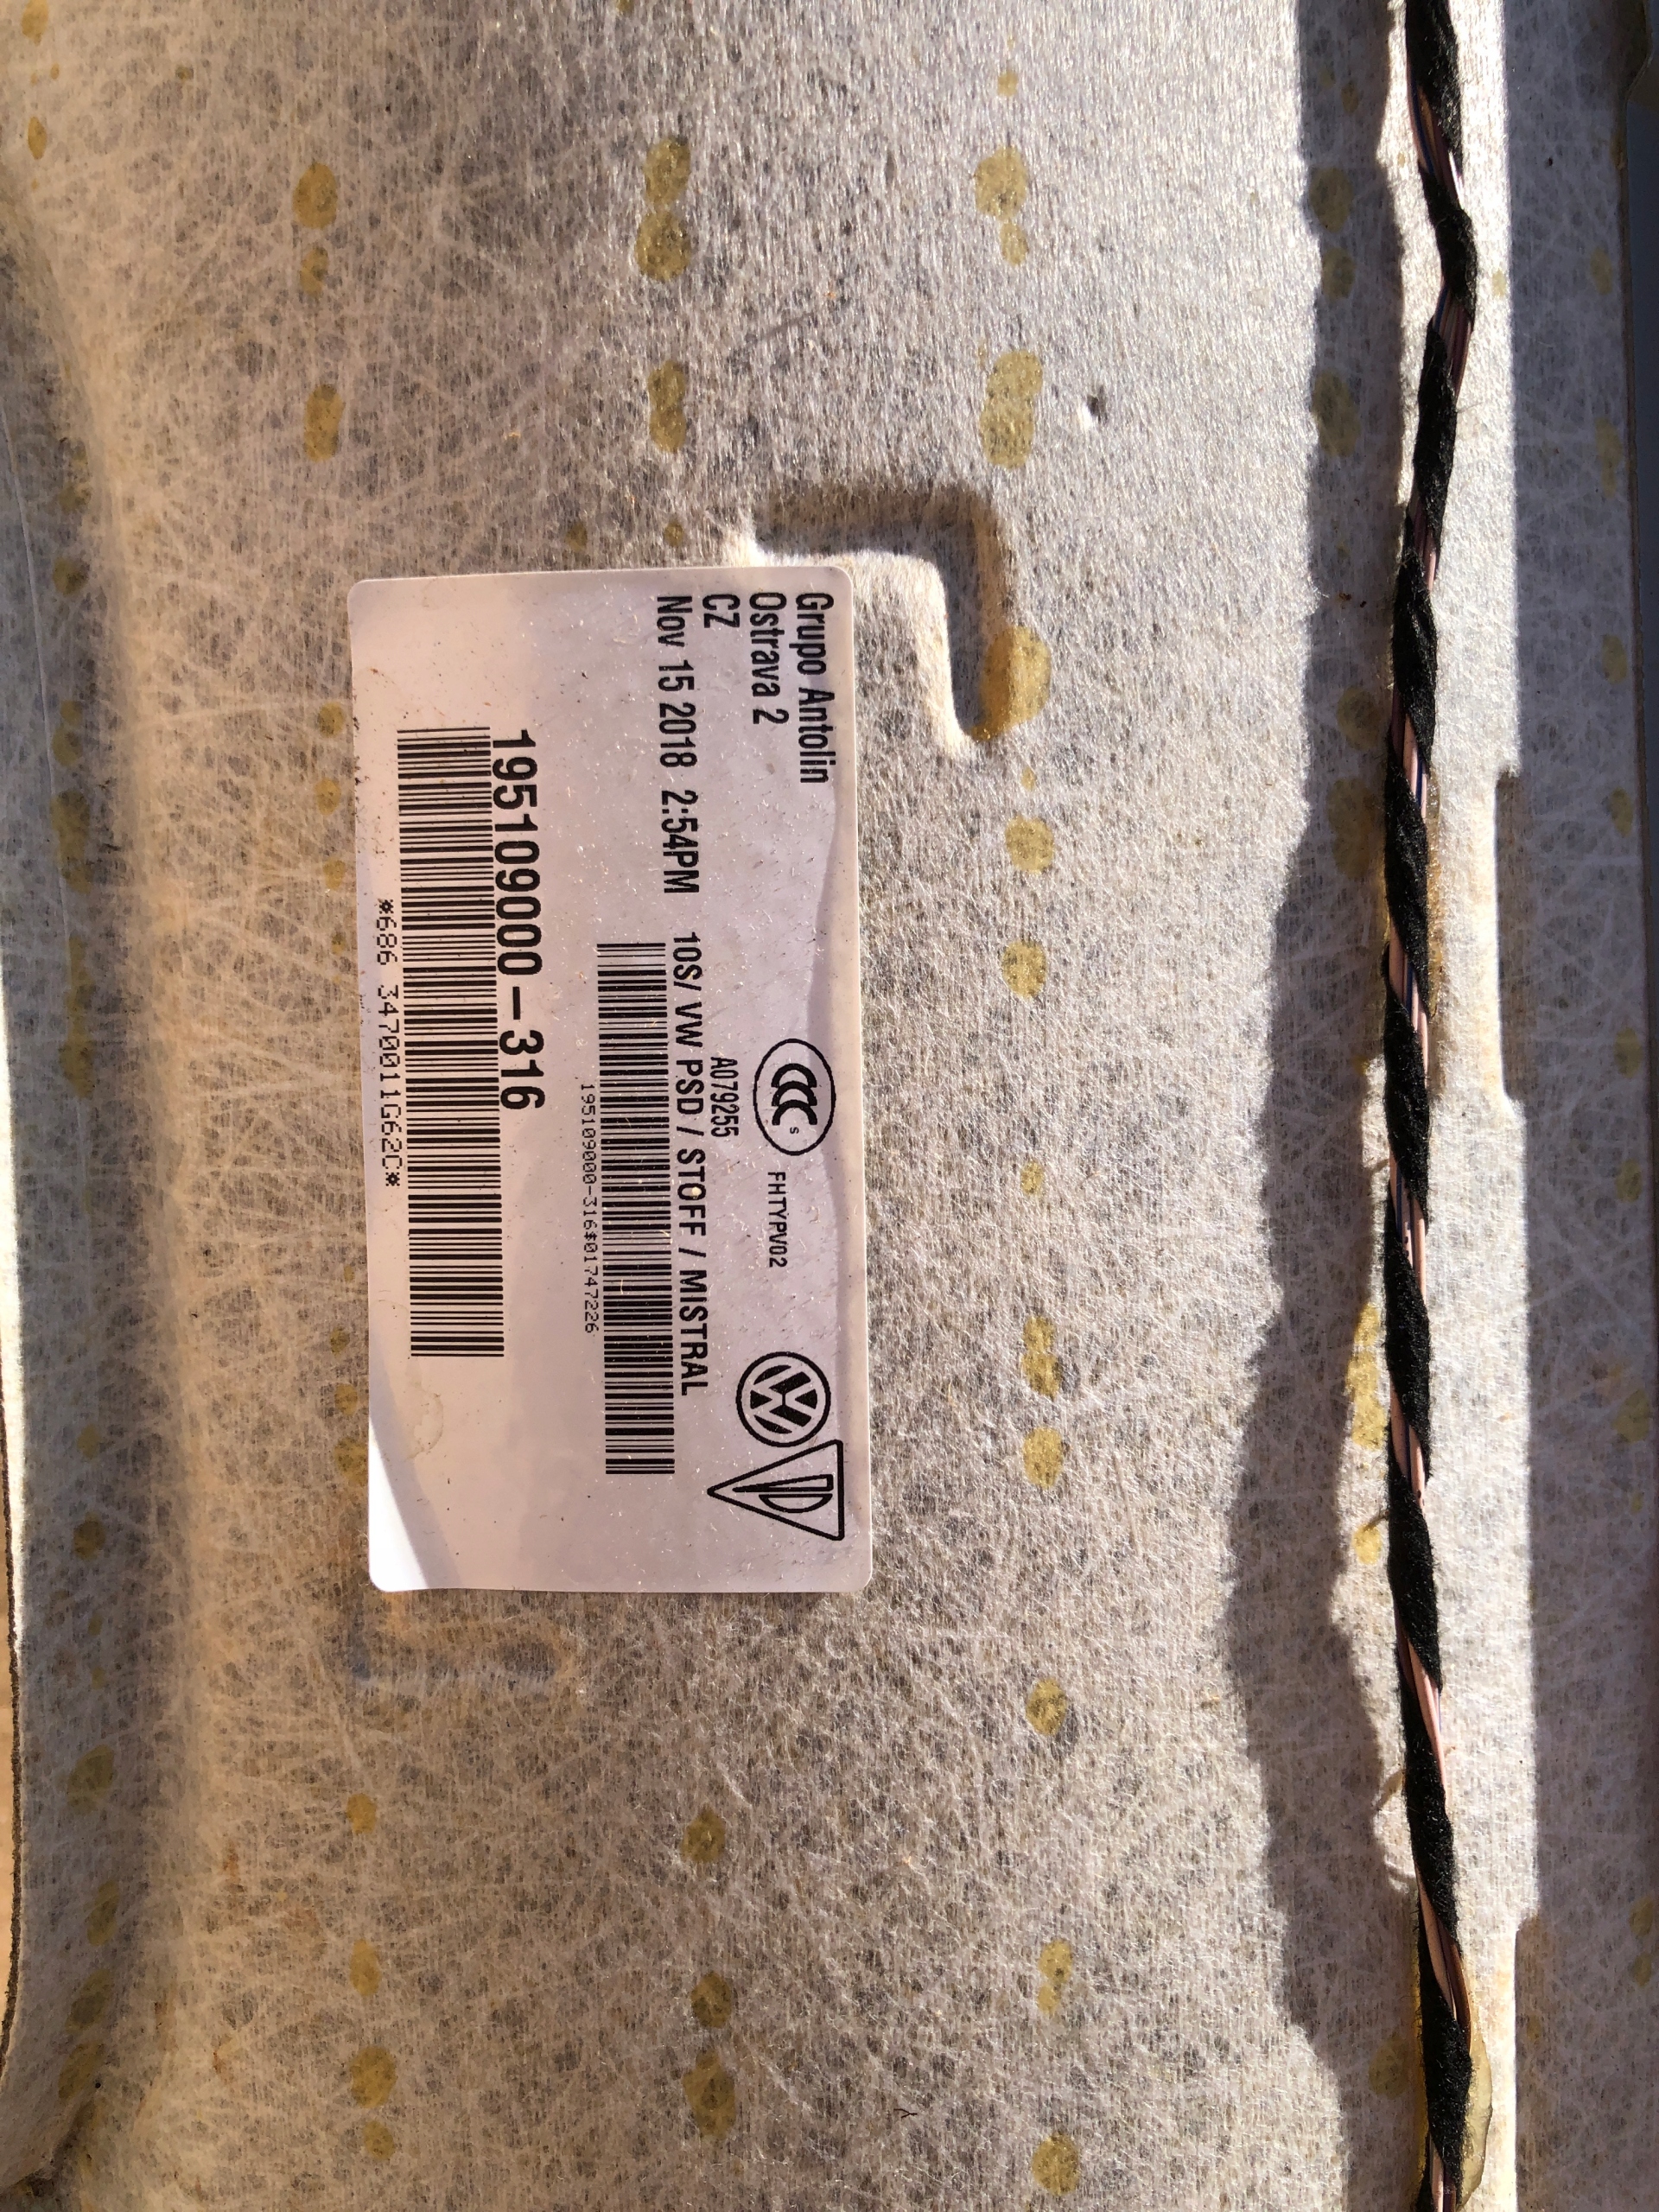 Grupo Antolin
Ostrava 2
CZ
Nov 15 2018 2:54PM
CCC S FHTYPV02
A079255
10S/ VW PSD / STOFF / MISTRAL
195109000-316$01747226
195109000-316
*686 3470011G62C*